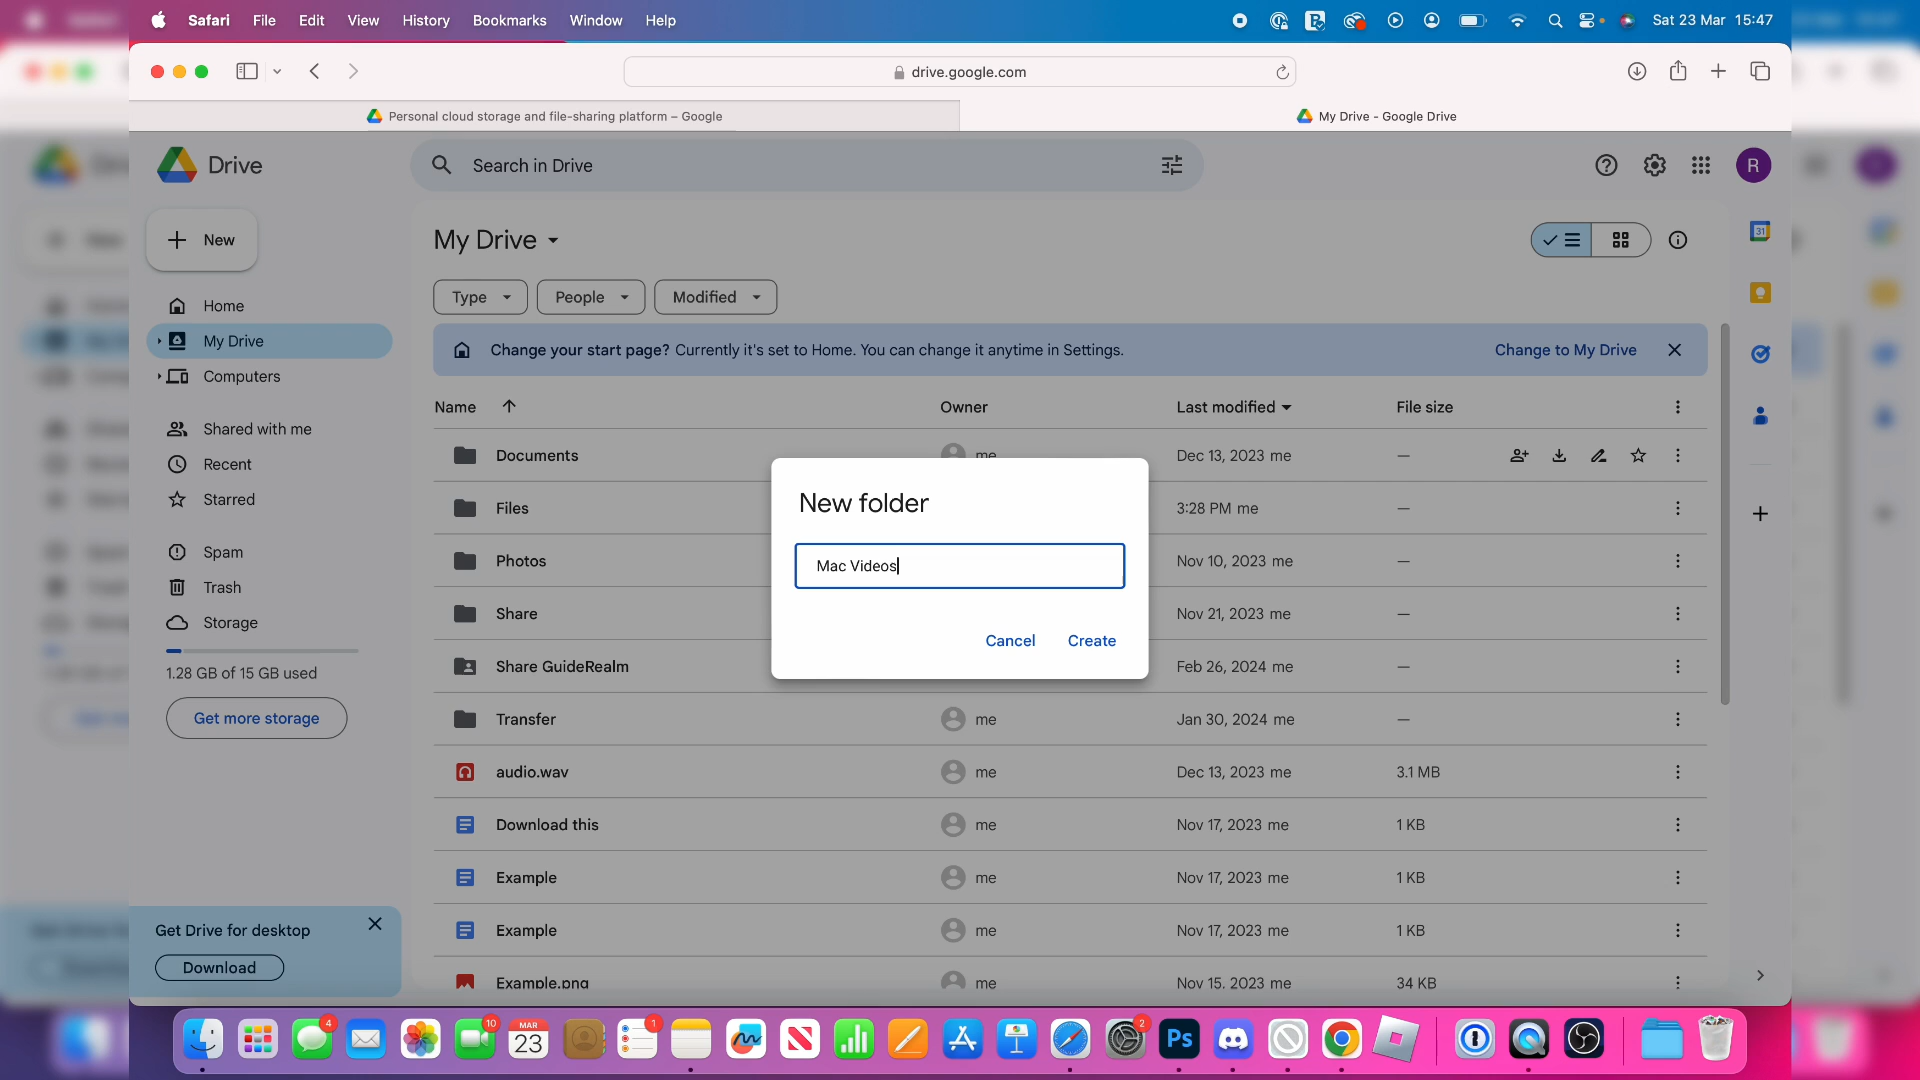 Safari File Edit View History Bookmarks Window Help Sat 23 Mar 15:47
drive.google.com
Personal cloud storage and file-sharing platform – Google
My Drive - Google Drive
Drive
Search in Drive
R
New
My Drive
31
Home
My Drive
Computers
Shared with me
Recent
Starred
Spam
Trash
Storage
1.28 GB of 15 GB used
Get more storage
Get Drive for desktop
Download
Type People Modified
Change your start page? Currently it's set to Home. You can change it anytime in Settings. Change to My Drive
Name Owner Last modified File size
Documents me Dec 13, 2023 me —
Files 3:28 PM me —
Photos Nov 10, 2023 me —
Share Nov 21, 2023 me —
Share GuideRealm Feb 26, 2024 me —
Transfer me Jan 30, 2024 me —
audio.wav me Dec 13, 2023 me 3.1 MB
Download this me Nov 17, 2023 me 1 KB
Example me Nov 17, 2023 me 1 KB
Example me Nov 17, 2023 me 1 KB
Example.png me Nov 15, 2023 me 34 KB
New folder
Mac Videos
Cancel Create
4
10
MAR
23
1
2
Ps